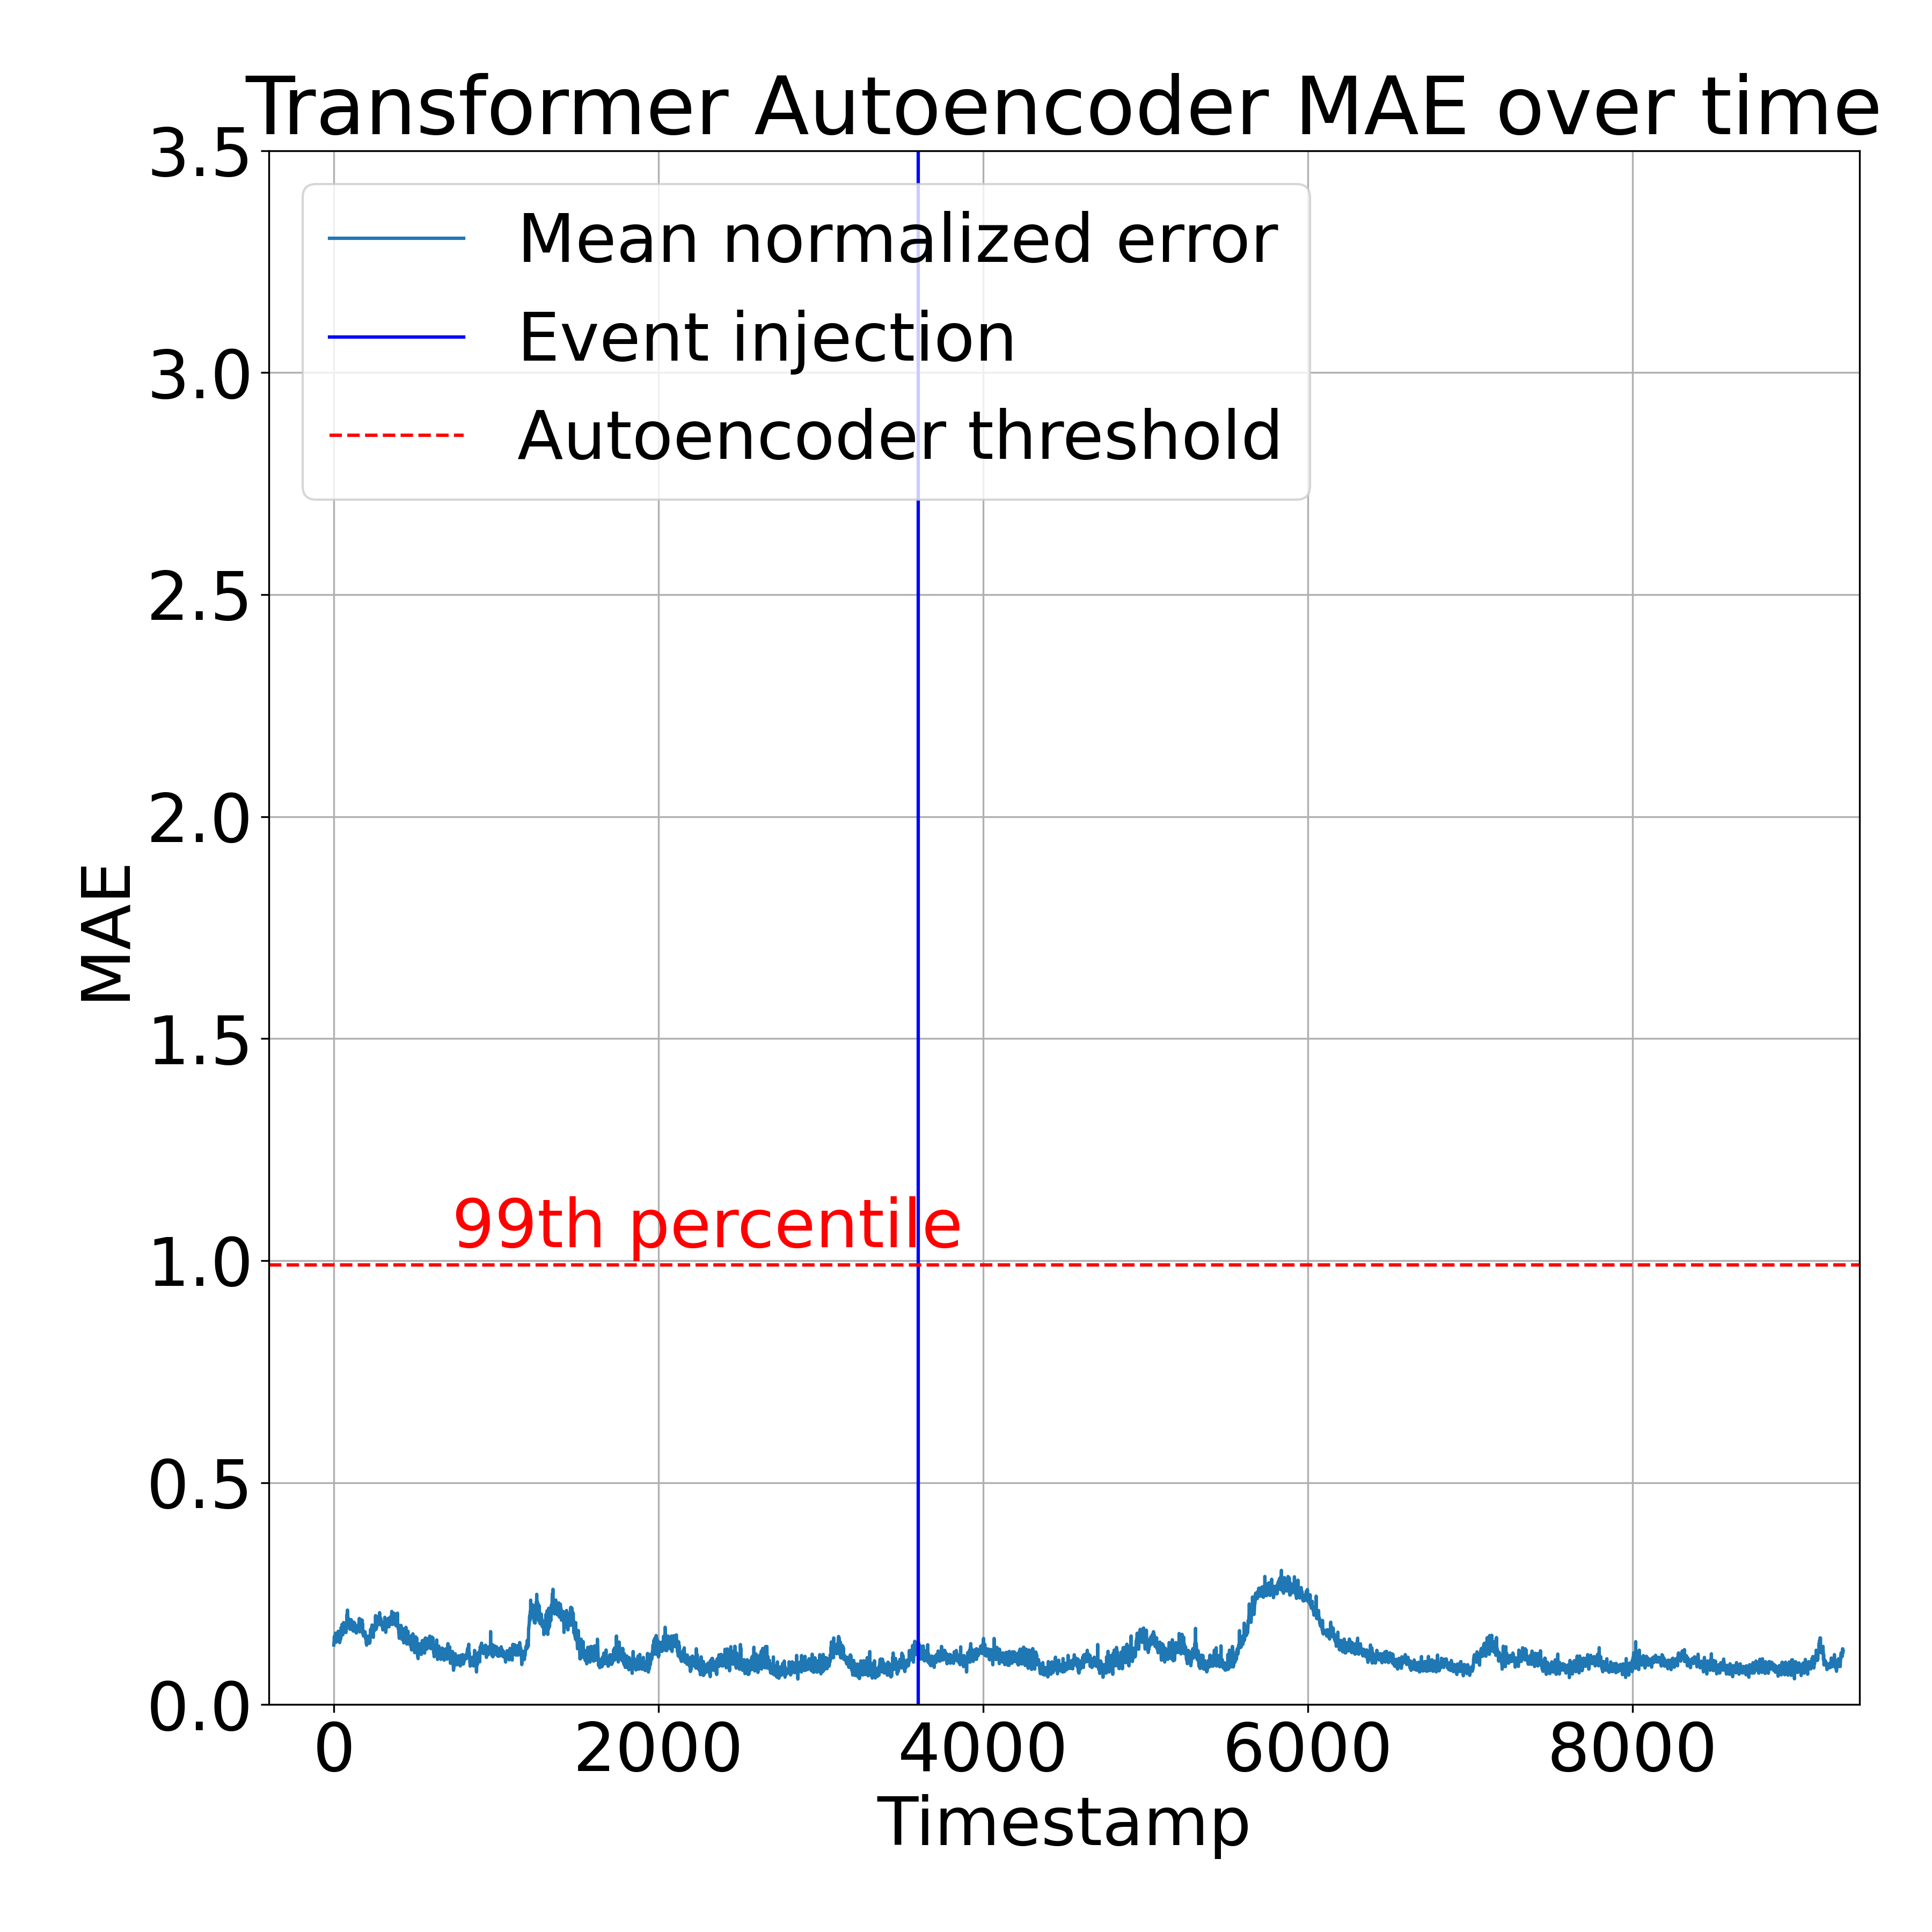 Transformer Autoencoder MAE over time
3.5
Mean normalized error
Event injection
3.0
Autoencoder threshold
2.5
2.0
MAE
1.5
99th percentile
1.0
0.5
0.0
0 2000 4000 6000 8000
Timestamp